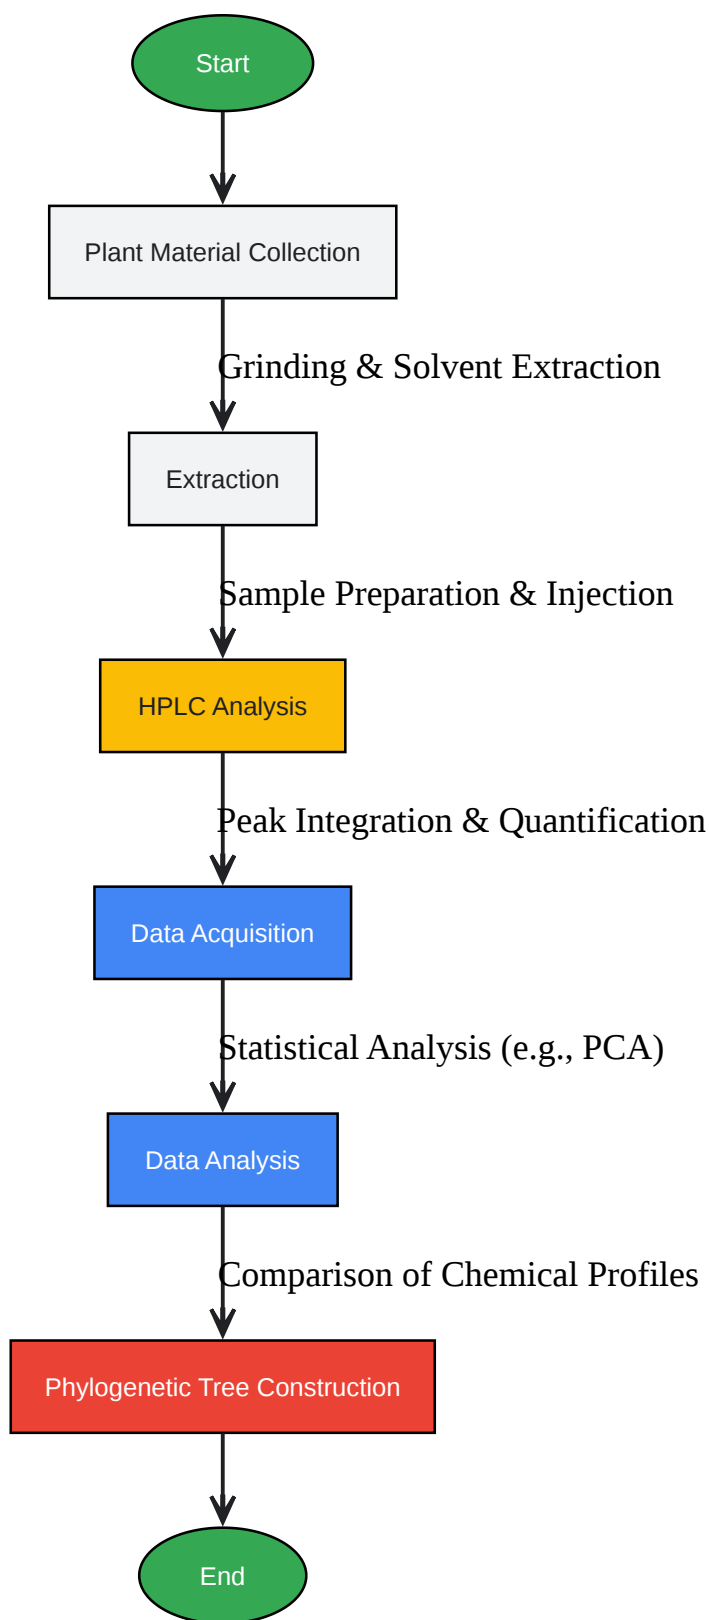 Start
Plant Material Collection
Grinding & Solvent Extraction
Extraction
Sample Preparation & Injection
HPLC Analysis
Peak Integration & Quantification
Data Acquisition
Statistical Analysis (e.g., PCA)
Data Analysis
Comparison of Chemical Profiles
Phylogenetic Tree Construction
End